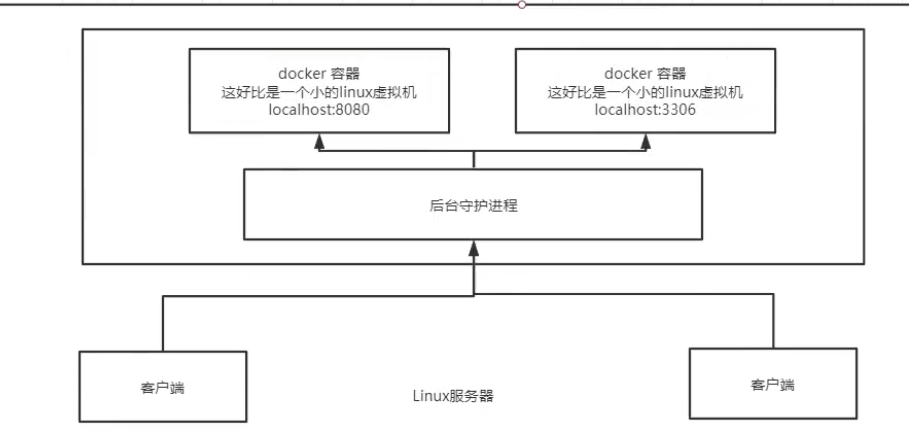 docker 容器
这好比是一个小的linux虚拟机
localhost:8080
docker 容器
这好比是一个小的linux虚拟机
localhost:3306
后台守护进程
客户端
Linux服务器
客户端